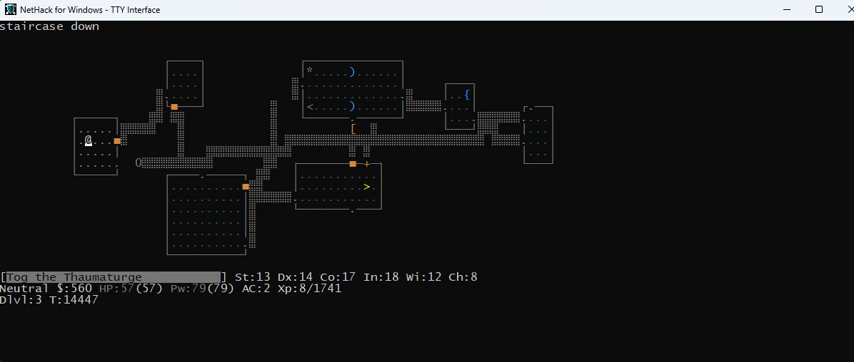 NetHack for Windows - TTY Interface
staircase down
[Tog the Thaumaturge ] St:13 Dx:14 Co:17 In:18 Wi:12 Ch:8
Neutral $:560 HP:57(57) Pw:79(79) AC:2 Xp:8/1741
Dlvl:3 T:14447